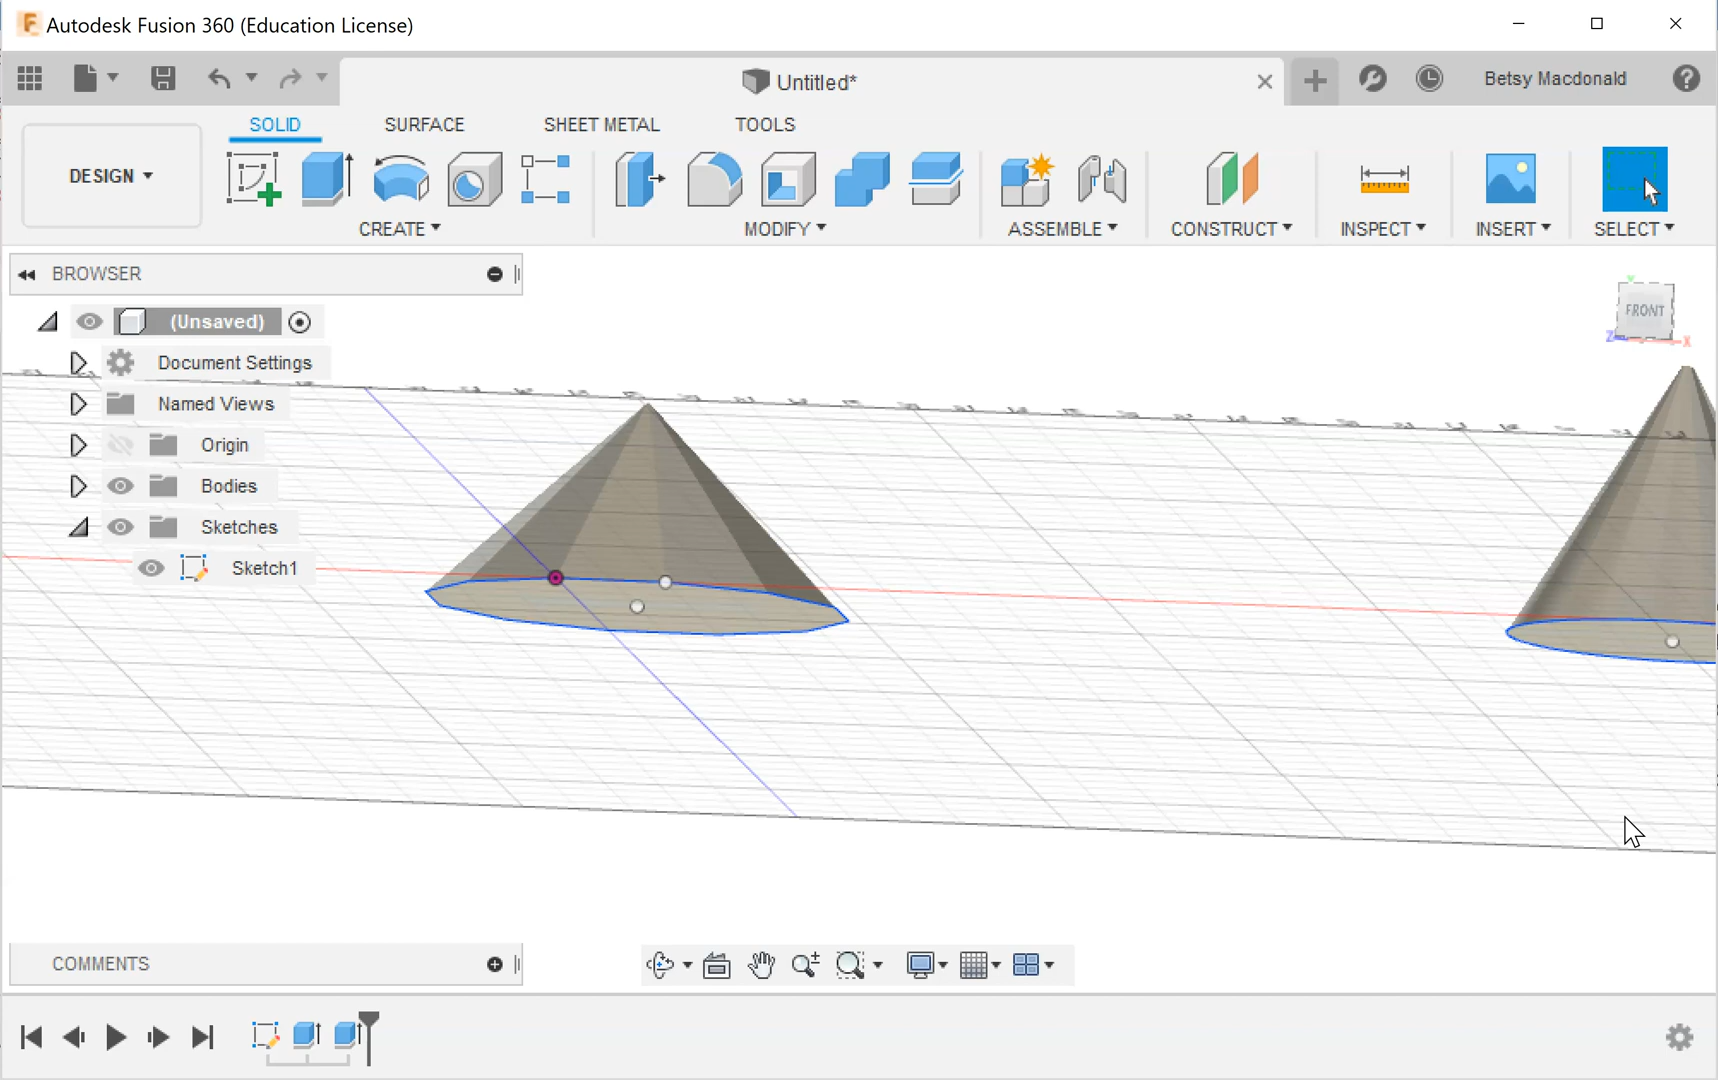 Autodesk Fusion 360 (Education License)
Untitled*
Betsy Macdonald
SOLID
SURFACE
SHEET METAL
TOOLS
DESIGN
CREATE
MODIFY
ASSEMBLE
CONSTRUCT
INSPECT
INSERT
SELECT
BROWSER
(Unsaved)
Document Settings
Named Views
Origin
Bodies
Sketches
Sketch1
FRONT
Z
X
COMMENTS